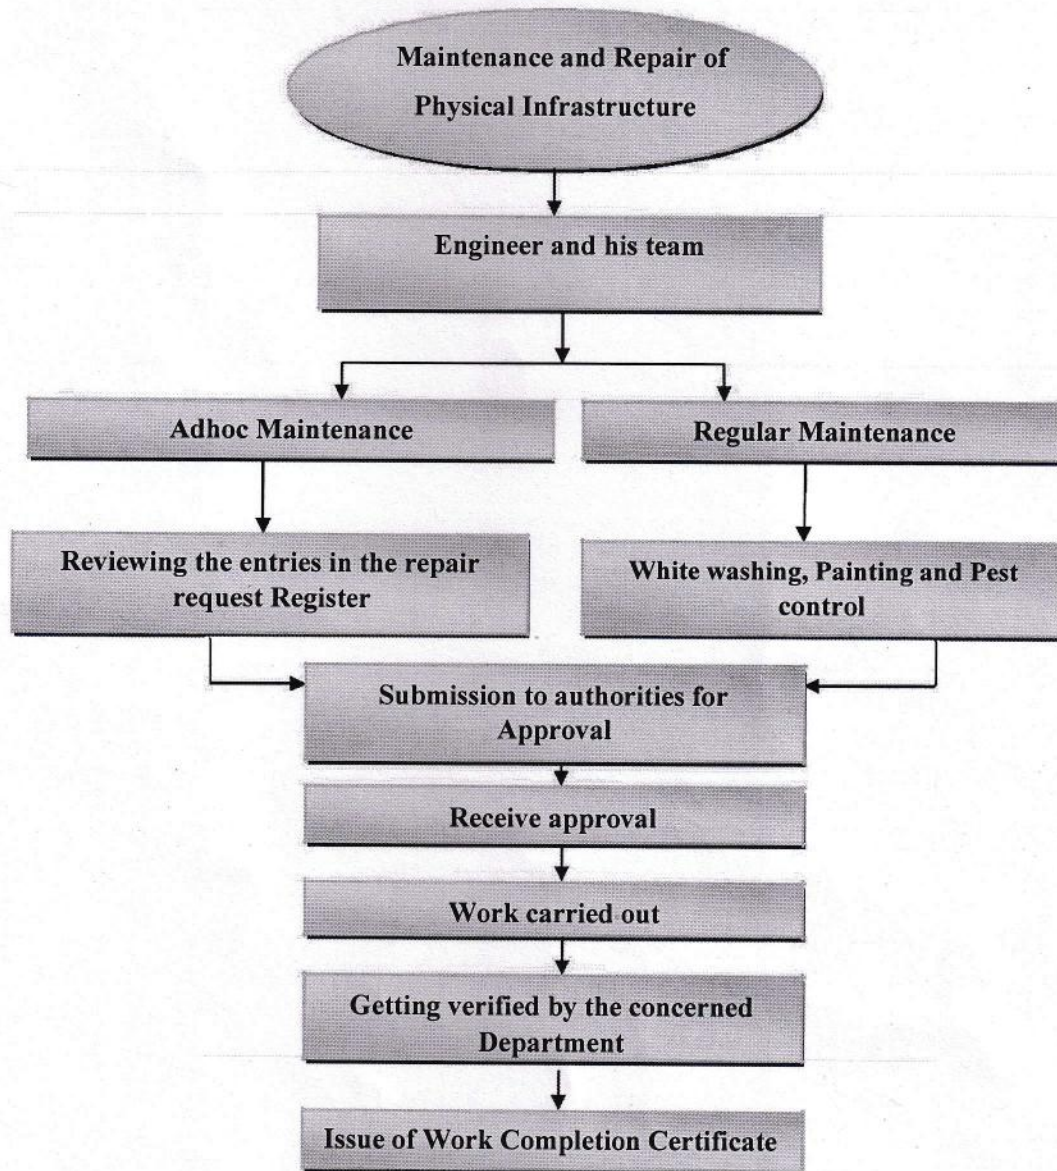 Maintenance and Repair of
Physical Infrastructure
Engineer and his team
Adhoc Maintenance
Regular Maintenance
Reviewing the entries in the repair
request Register
White washing, Painting and Pest
control
Submission to authorities for
Approval
Receive approval
Work carried out
Getting verified by the concerned
Department
Issue of Work Completion Certificate